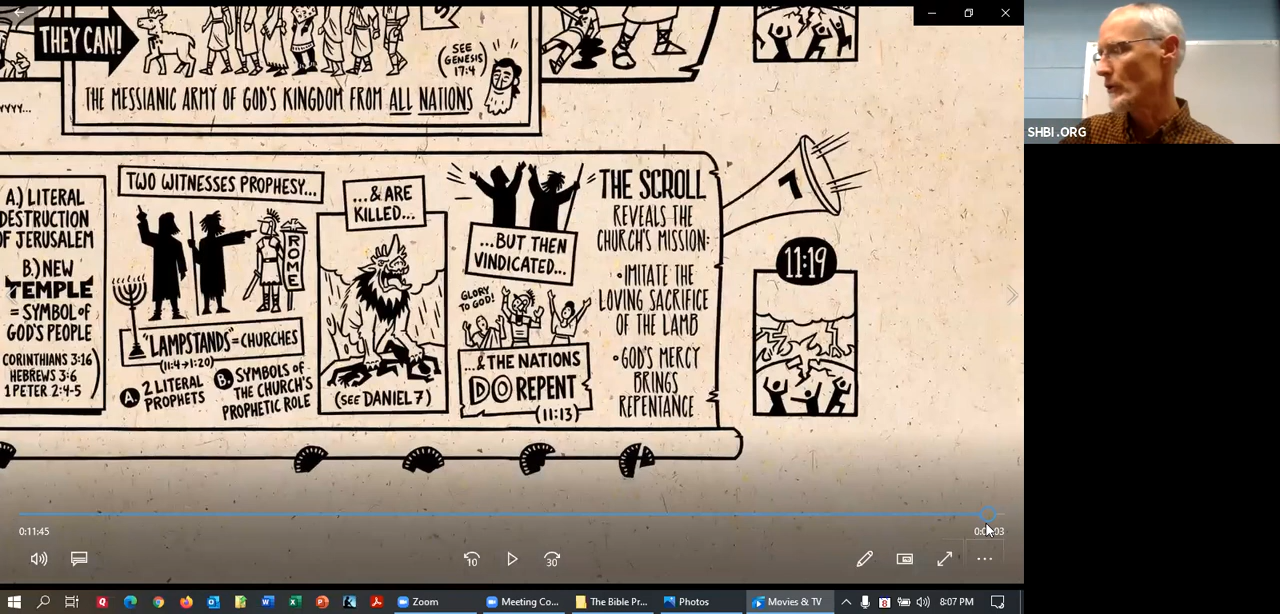 THEY CAN!
(SEE
GENESIS
17:4)
YYYY...
THE MESSIANIC ARMY OF GOD'S KINGDOM FROM ALL NATIONS
A.) LITERAL
DESTRUCTION
OF JERUSALEM
B.) NEW
TEMPLE
= SYMBOL OF
GOD'S PEOPLE
CORINTHIANS 3:16
HEBREWS 3:6
1 PETER 2:4-5
TWO WITNESSES PROPHESY...
ROME
"LAMPSTANDS" = CHURCHES
(11:4→1:20)
A. 2 LITERAL
PROPHETS
B. SYMBOLS OF
THE CHURCH'S
PROPHETIC ROLE
...& ARE
KILLED...
(SEE DANIEL 7)
...BUT THEN
VINDICATED...
GLORY
TO GOD!
...& THE NATIONS
DO REPENT
(11:13)
THE SCROLL
REVEALS THE
CHURCH'S MISSION:
•IMITATE THE
LOVING SACRIFICE
OF THE LAMB
•GOD'S MERCY
BRINGS
REPENTANCE
7
11:19
SHBI.ORG
0:11:45
10
30
Zoom
Meeting Co...
The Bible Pr...
Photos
Movies & TV
8:07 PM